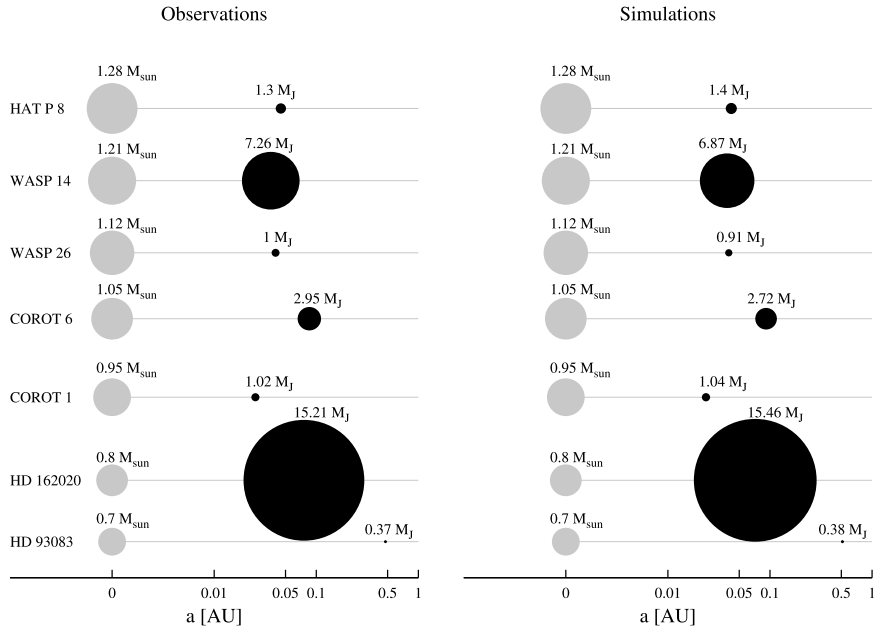 Observations Simulations
1.28 M_sun 1.3 M_J 1.28 M_sun 1.4 M_J
HAT P 8
1.21 M_sun 7.26 M_J 1.21 M_sun 6.87 M_J
WASP 14
1.12 M_sun 1 M_J 1.12 M_sun 0.91 M_J
WASP 26
1.05 M_sun 2.95 M_J 1.05 M_sun 2.72 M_J
COROT 6
0.95 M_sun 1.02 M_J 0.95 M_sun 1.04 M_J
COROT 1
15.21 M_J 15.46 M_J
0.8 M_sun 0.8 M_sun
HD 162020
0.7 M_sun 0.37 M_J 0.7 M_sun 0.38 M_J
HD 93083
0 0.01 0.05 0.1 0.5 1 0 0.01 0.05 0.1 0.5 1
a [AU] a [AU]